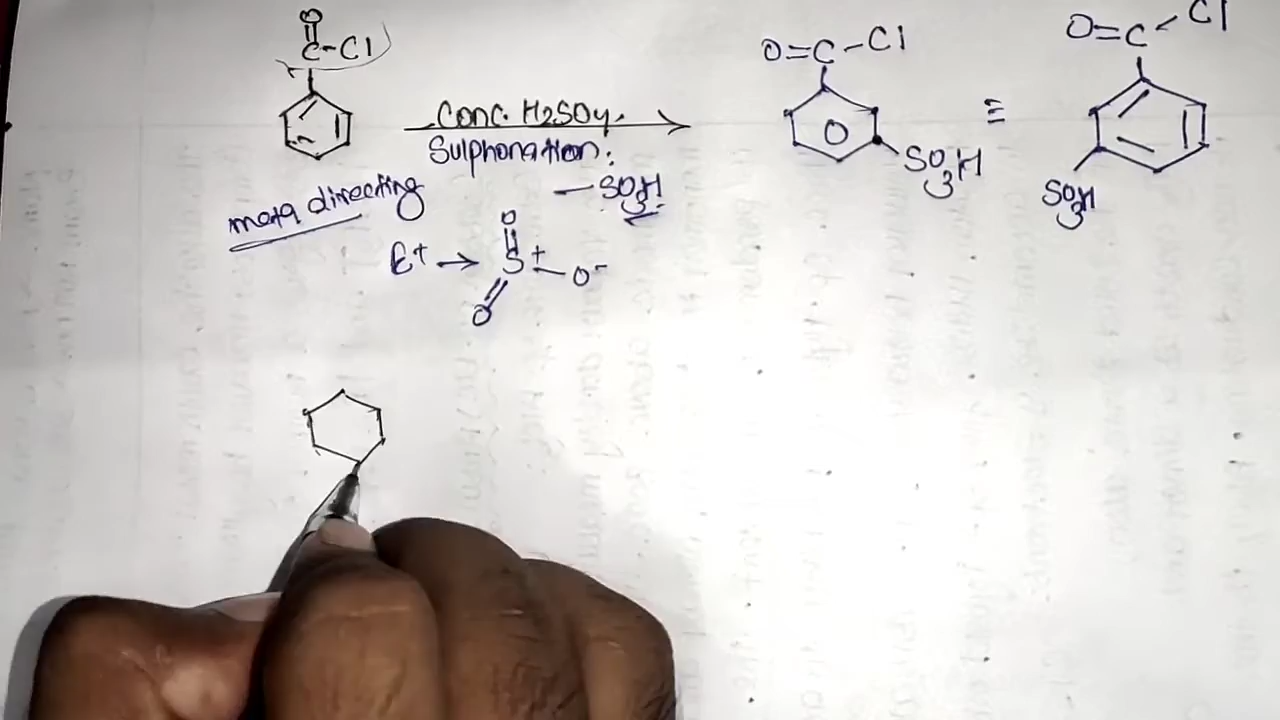 O
C-Cl
Conc. H2SO4.
Sulphonation:
meta directing
-SO3H.
E+ → S+ -O-
O
O
O=C-Cl
O
SO3H
≡
O=C-Cl
SO3H